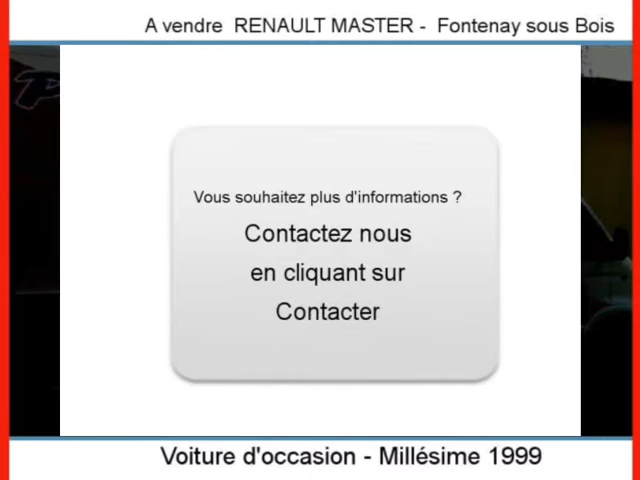 A vendre RENAULT MASTER - Fontenay sous Bois
Vous souhaitez plus d'informations ?
Contactez nous
en cliquant sur
Contacter
Voiture d'occasion - Millésime 1999